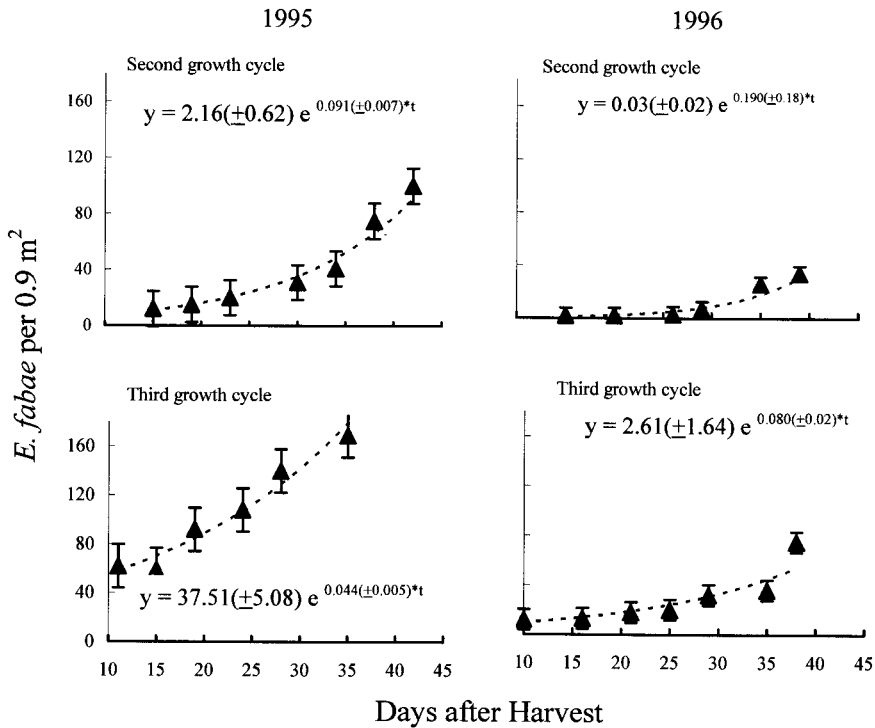 1995
1996
Second growth cycle
y = 2.16(±0.62) e 0.091(±0.007)*t
160
120
80
40
0
Second growth cycle
y = 0.03(±0.02) e 0.190(±0.18)*t
E. fabae per 0.9 m2
Third growth cycle
160
120
80
40
0
y = 37.51(±5.08) e 0.044(±0.005)*t
10 15 20 25 30 35 40 45
Third growth cycle
y = 2.61(±1.64) e 0.080(±0.02)*t
10 15 20 25 29 35 40 45
Days after Harvest